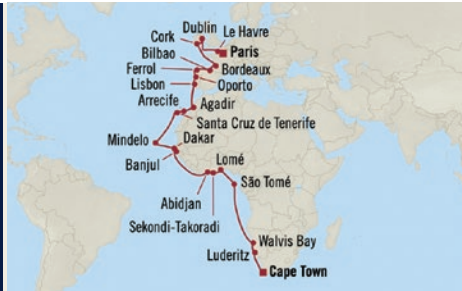 Dublin
Cork
Le Havre
Bilbao
Paris
Ferrol
Bordeaux
Lisbon
Oporto
Arrecife
Agadir
Santa Cruz de Tenerife
Mindelo
Dakar
Banjul
Lomé
São Tomé
Abidjan
Sekondi-Takoradi
Walvis Bay
Luderitz
Cape Town